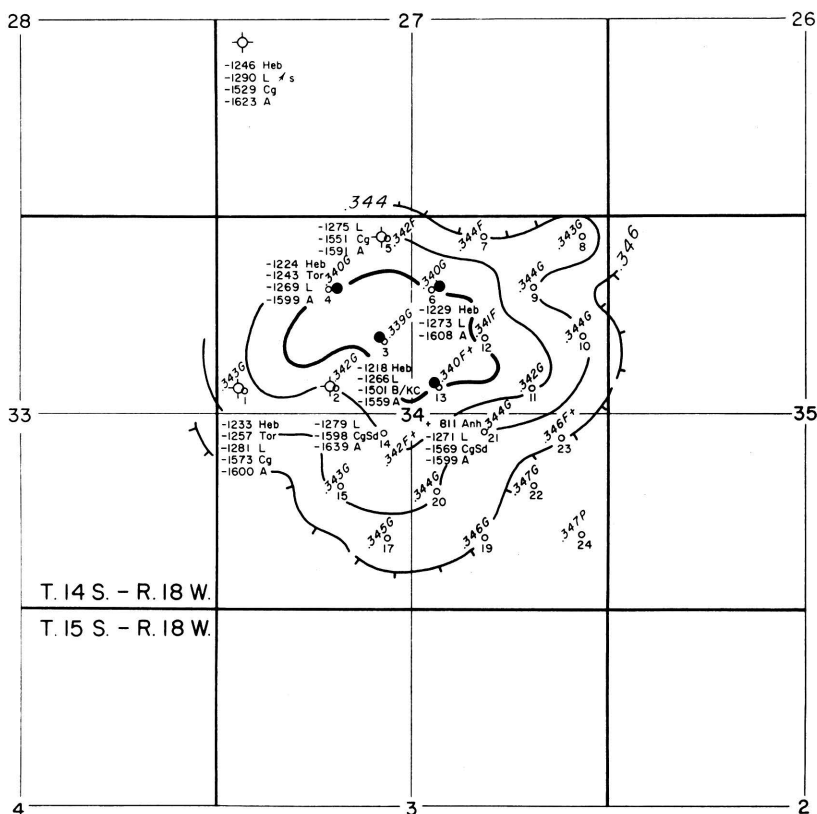 28
27
26
-1246 Heb
-1290 L s
-1529 Cg
-1623 A
.344
-1275 L
-1551 Cg
-1591 A
.342F
5
.344F
7
.343G
8
.346
-1224 Heb
-1243 Tor
-1269 L
-1599 A
.340G
4
.340G
6
.344G
9
-1229 Heb
-1273 L
-1608 A
.339G
3
.341F
12
.344G
10
.343G
1
.342G
2
-1218 Heb
-1266 L
-1501 B/KC
-1559 A
.340F+
13
.342G
11
33
34
35
-1233 Heb
-1257 Tor
-1281 L
-1573 Cg
-1600 A
-1279 L
-1598 CgSd
-1639 A
14
.342F+
+ 811 Anh
-1271 L
-1569 CgSd
-1599 A
.344G
21
.346F+
23
.343G
15
.344G
20
.347G
22
.345G
17
.346G
19
.347P
24
T. 14 S. - R. 18 W.
T. 15 S. - R. 18 W.
4
3
2